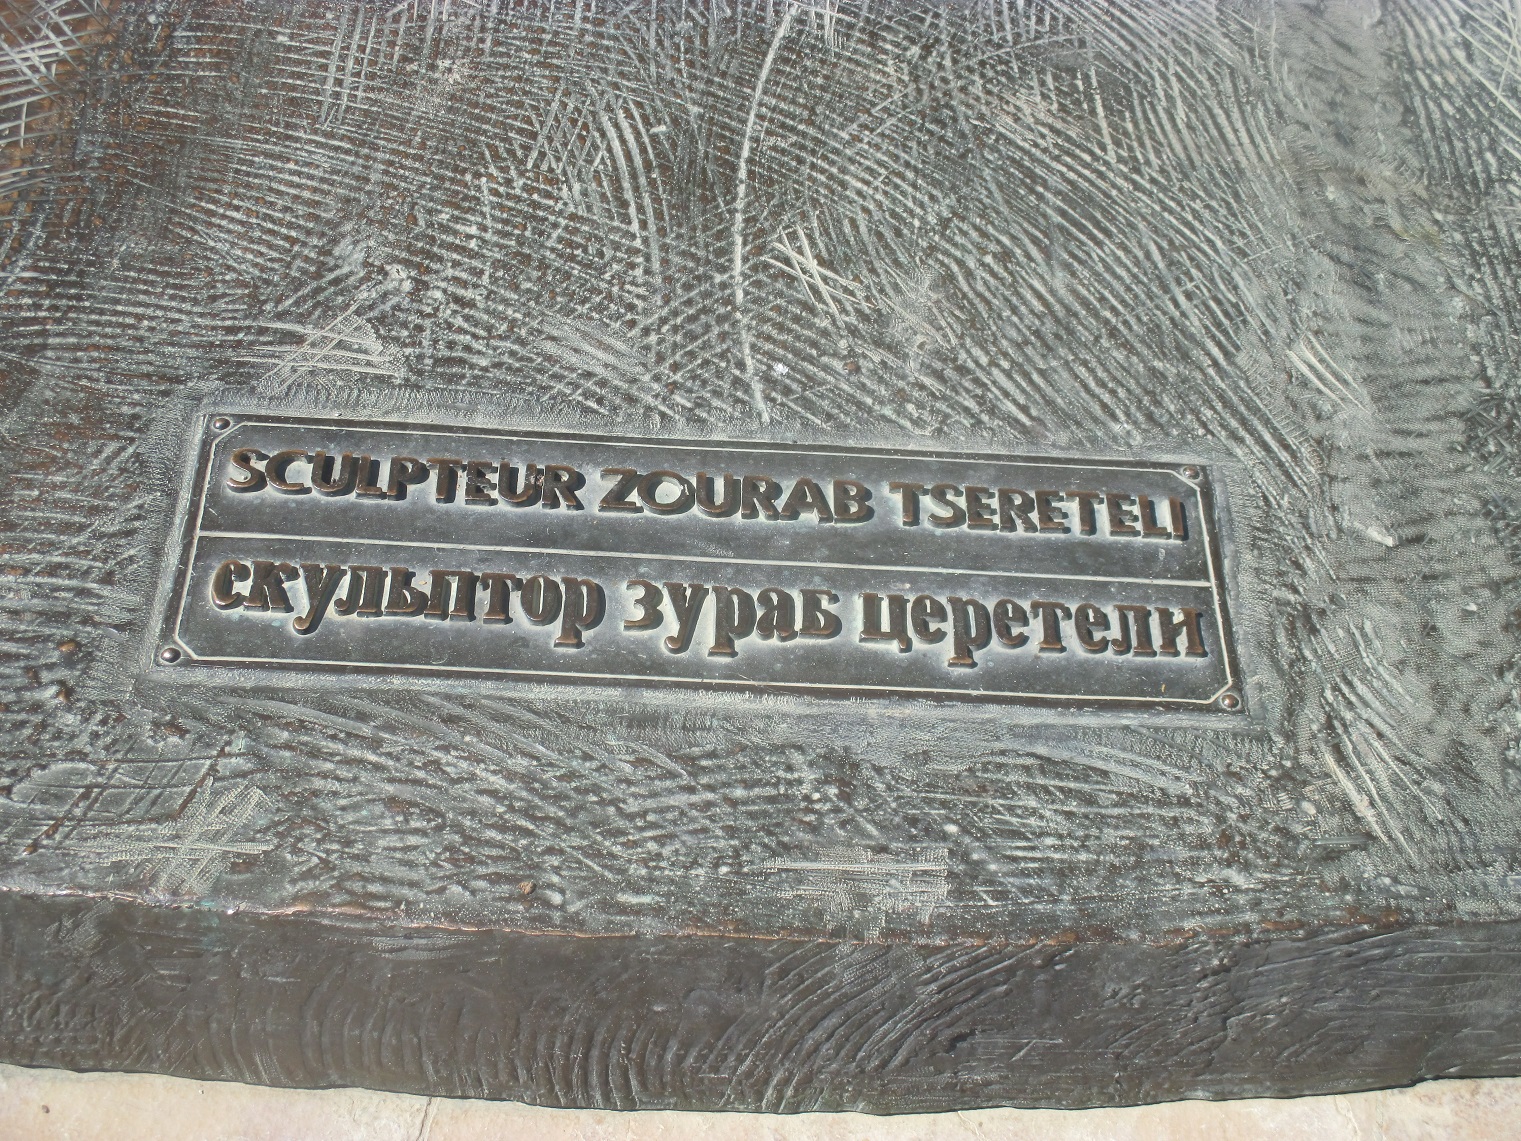 SCULPTEUR ZOURAB TSERETELI
скульптор зураб церетели